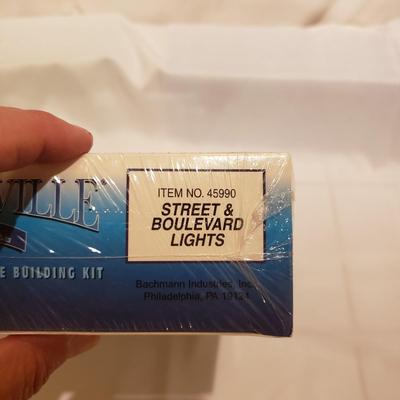 VILLE
ITEM NO. 45990
STREET &
BOULEVARD
LIGHTS
E BUILDING KIT
Bachmann Industries, Inc.
Philadelphia, PA 19124